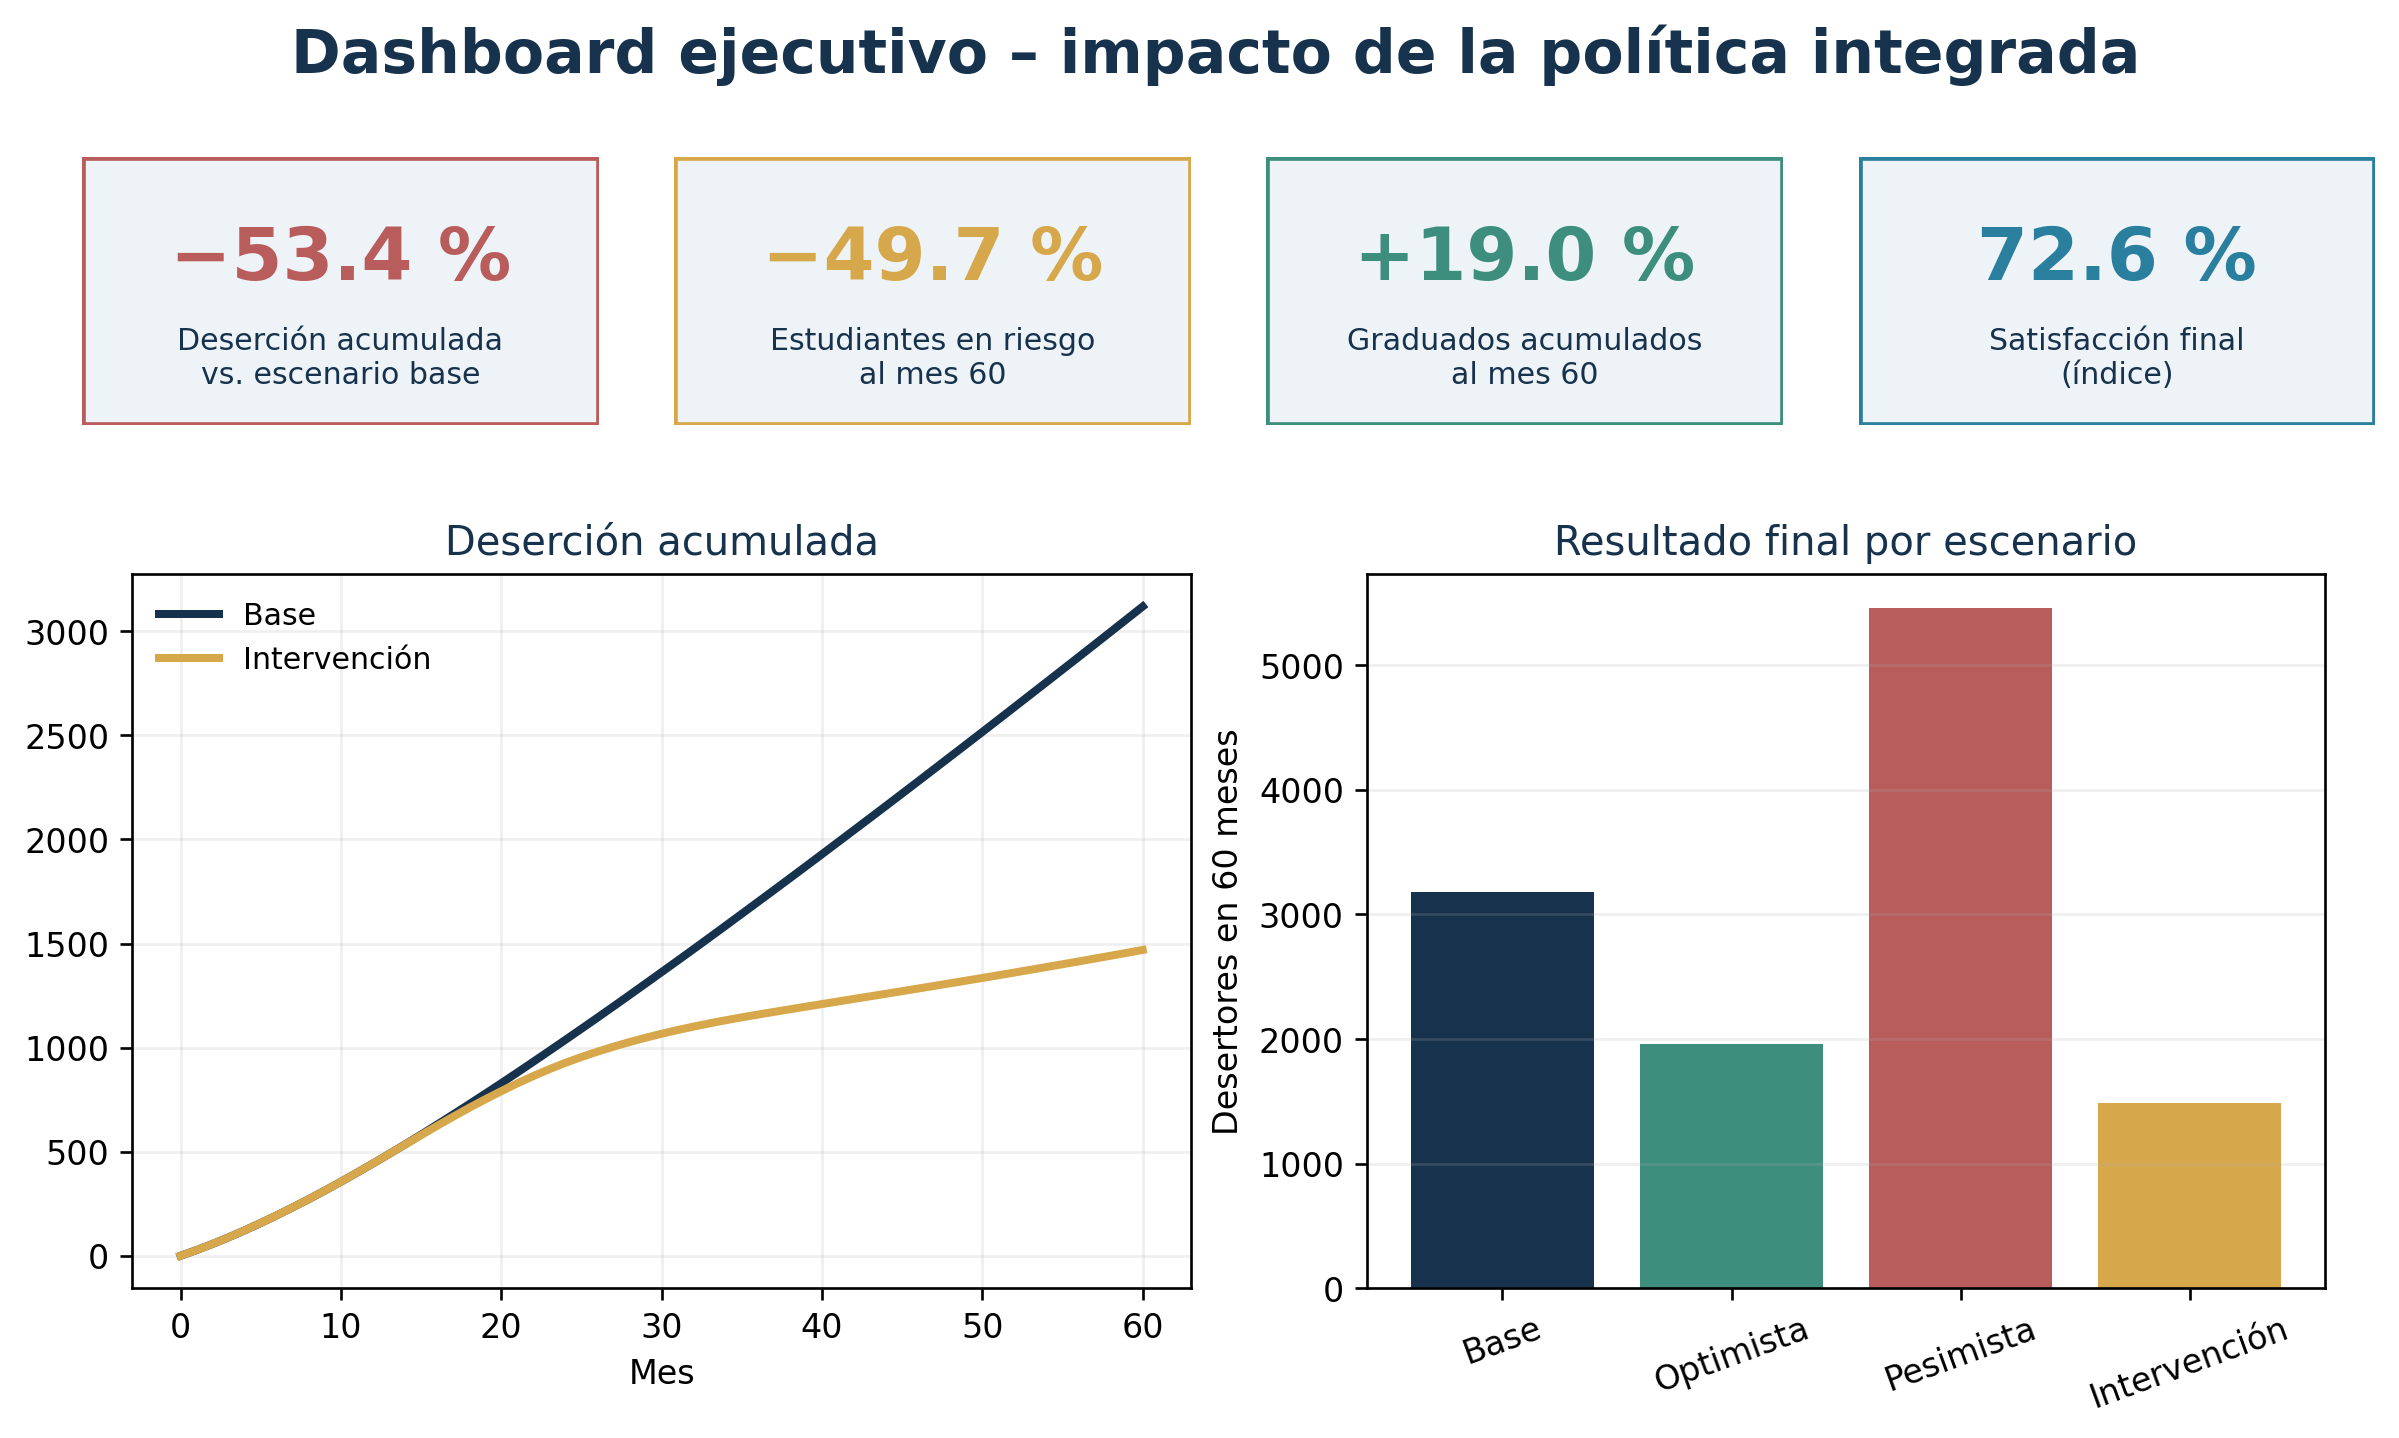 Dashboard ejecutivo – impacto de la política integrada
−53.4 %
Deserción acumulada
vs. escenario base
−49.7 %
Estudiantes en riesgo
al mes 60
+19.0 %
Graduados acumulados
al mes 60
72.6 %
Satisfacción final
(índice)
Deserción acumulada
Base
Intervención
3000
2500
2000
1500
1000
500
0
0 10 20 30 40 50 60
Mes
Resultado final por escenario
Desertores en 60 meses
5000
4000
3000
2000
1000
0
Base
Optimista
Pesimista
Intervención